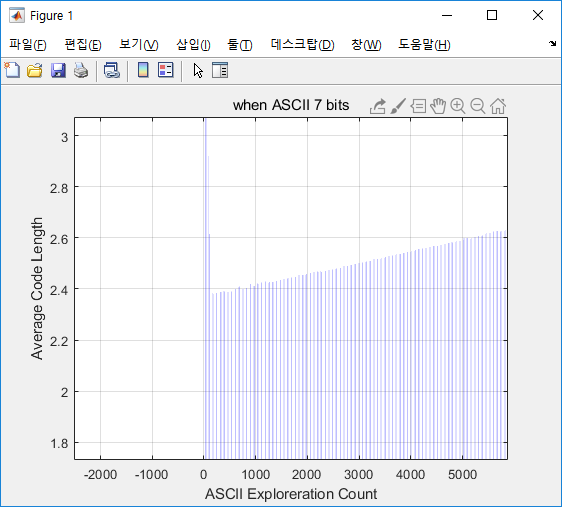 Figure 1
파일(F) 편집(E) 보기(V) 삽입(I) 툴(T) 데스크탑(D) 창(W) 도움말(H)
when ASCII 7 bits
3
2.8
2.6
2.4
2.2
2
1.8
Average Code Length
-2000 -1000 0 1000 2000 3000 4000 5000
ASCII Exploreration Count